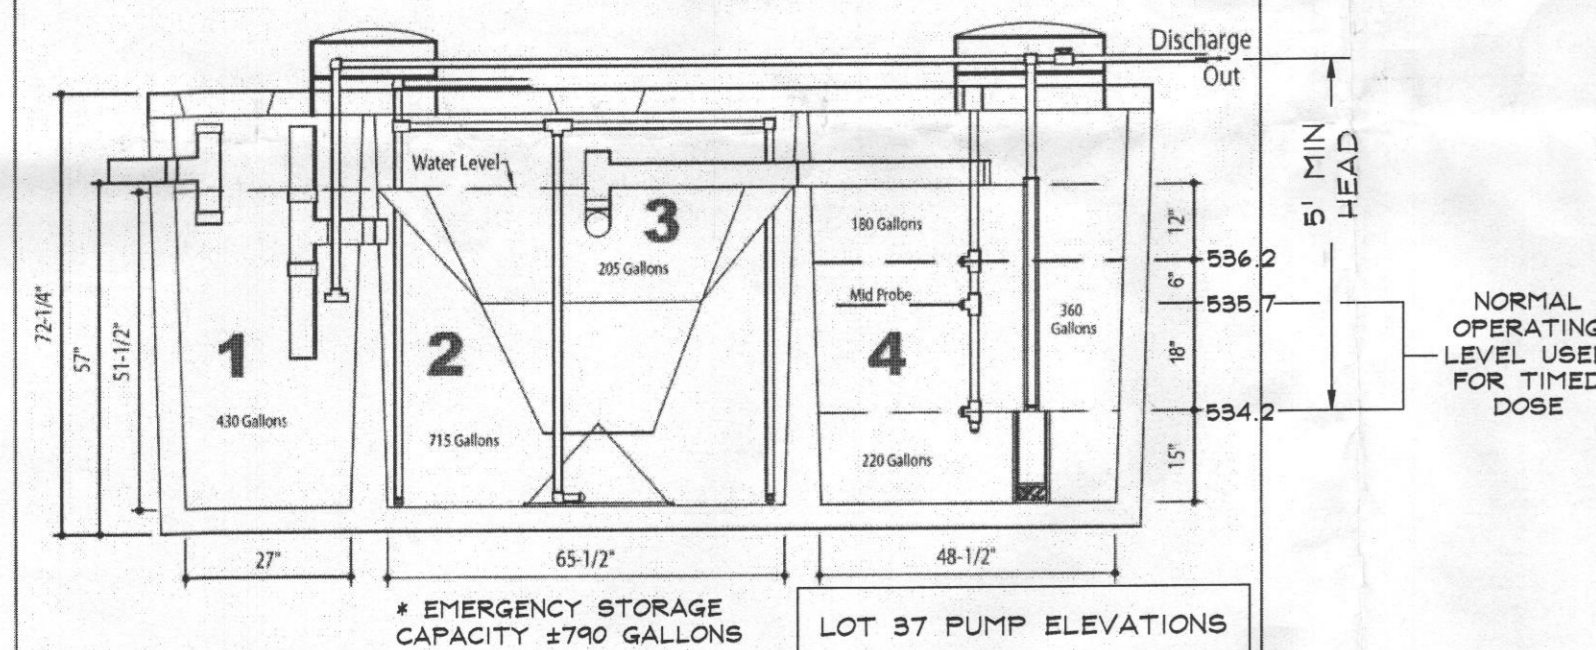 Discharge
Out
Water Level
5' MIN
HEAD
72-1/4"
57"
51-1/2"
1
430 Gallons
2
715 Gallons
3
205 Gallons
4
180 Gallons
Mid Probe
360
Gallons
220 Gallons
12"
6"
18"
15"
536.2
535.7
534.2
NORMAL
OPERATING
LEVEL USED
FOR TIMED
DOSE
27"
65-1/2"
48-1/2"
* EMERGENCY STORAGE
CAPACITY ±790 GALLONS
LOT 37 PUMP ELEVATIONS